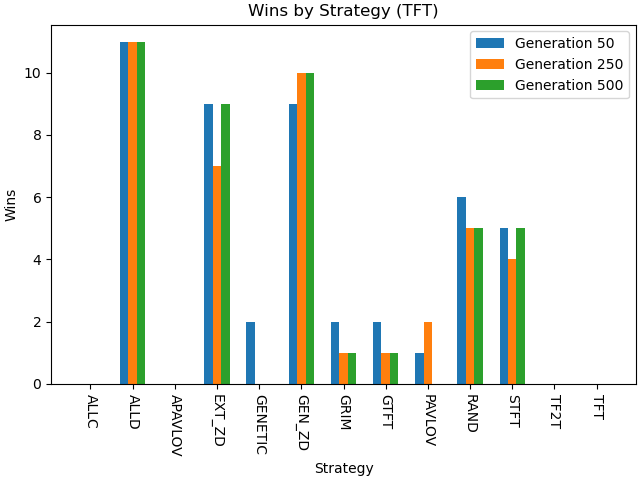 Wins by Strategy (TFT)
Generation 50
Generation 250
Generation 500
Wins
10
8
6
4
2
0
ALLC
ALLD
APAVLOV
EXT_ZD
GENETIC
GEN_ZD
GRIM
GTFT
PAVLOV
RAND
STFT
TF2T
TFT
Strategy